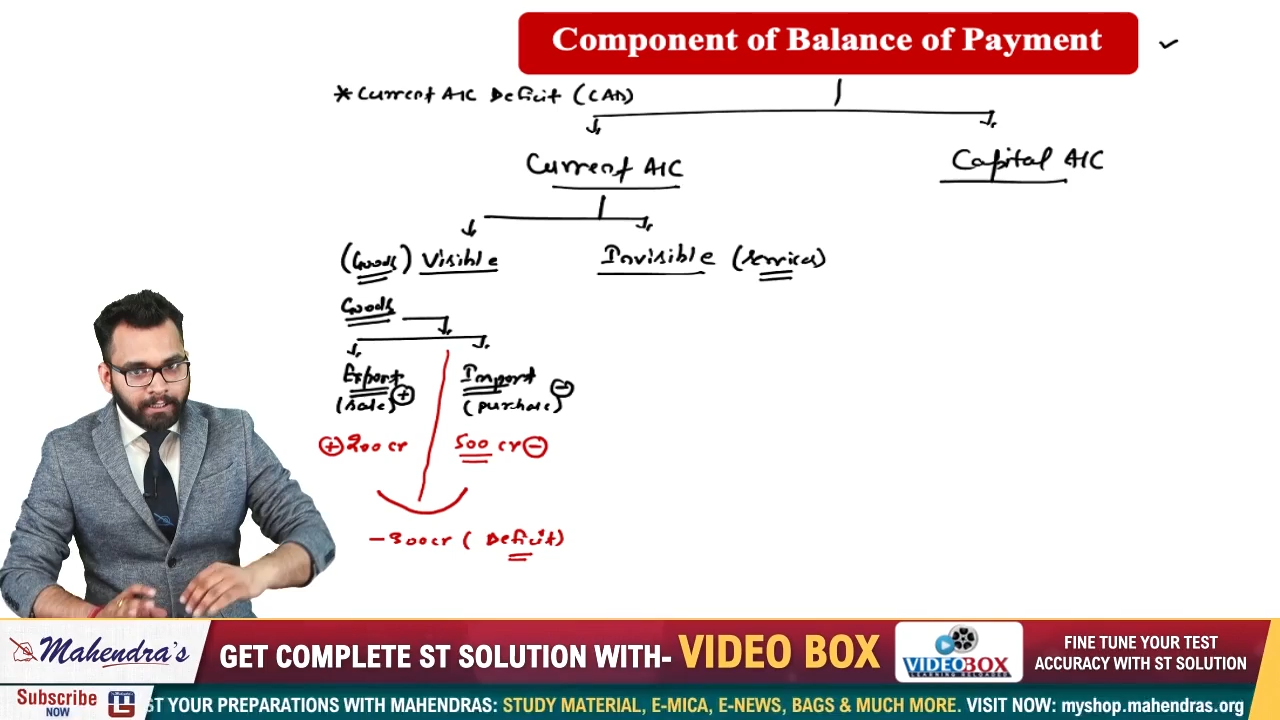 Component of Balance of Payment
* Current A/C Deficit (CAD)
Current A/C
Capital A/C
(Goods) Visible
Invisible (services)
Goods
Export +
Import -
(Sale)
(purchase)
+ 200 cr
500 cr -
-300 cr ( Deficit)
Mahendra's
GET COMPLETE ST SOLUTION WITH- VIDEO BOX
VIDEOBOX
LEARNING RELOADED
FINE TUNE YOUR TEST
ACCURACY WITH ST SOLUTION
Subscribe
NOW
ST YOUR PREPARATIONS WITH MAHENDRAS: STUDY MATERIAL, E-MICA, E-NEWS, BAGS & MUCH MORE. VISIT NOW: myshop.mahendras.org